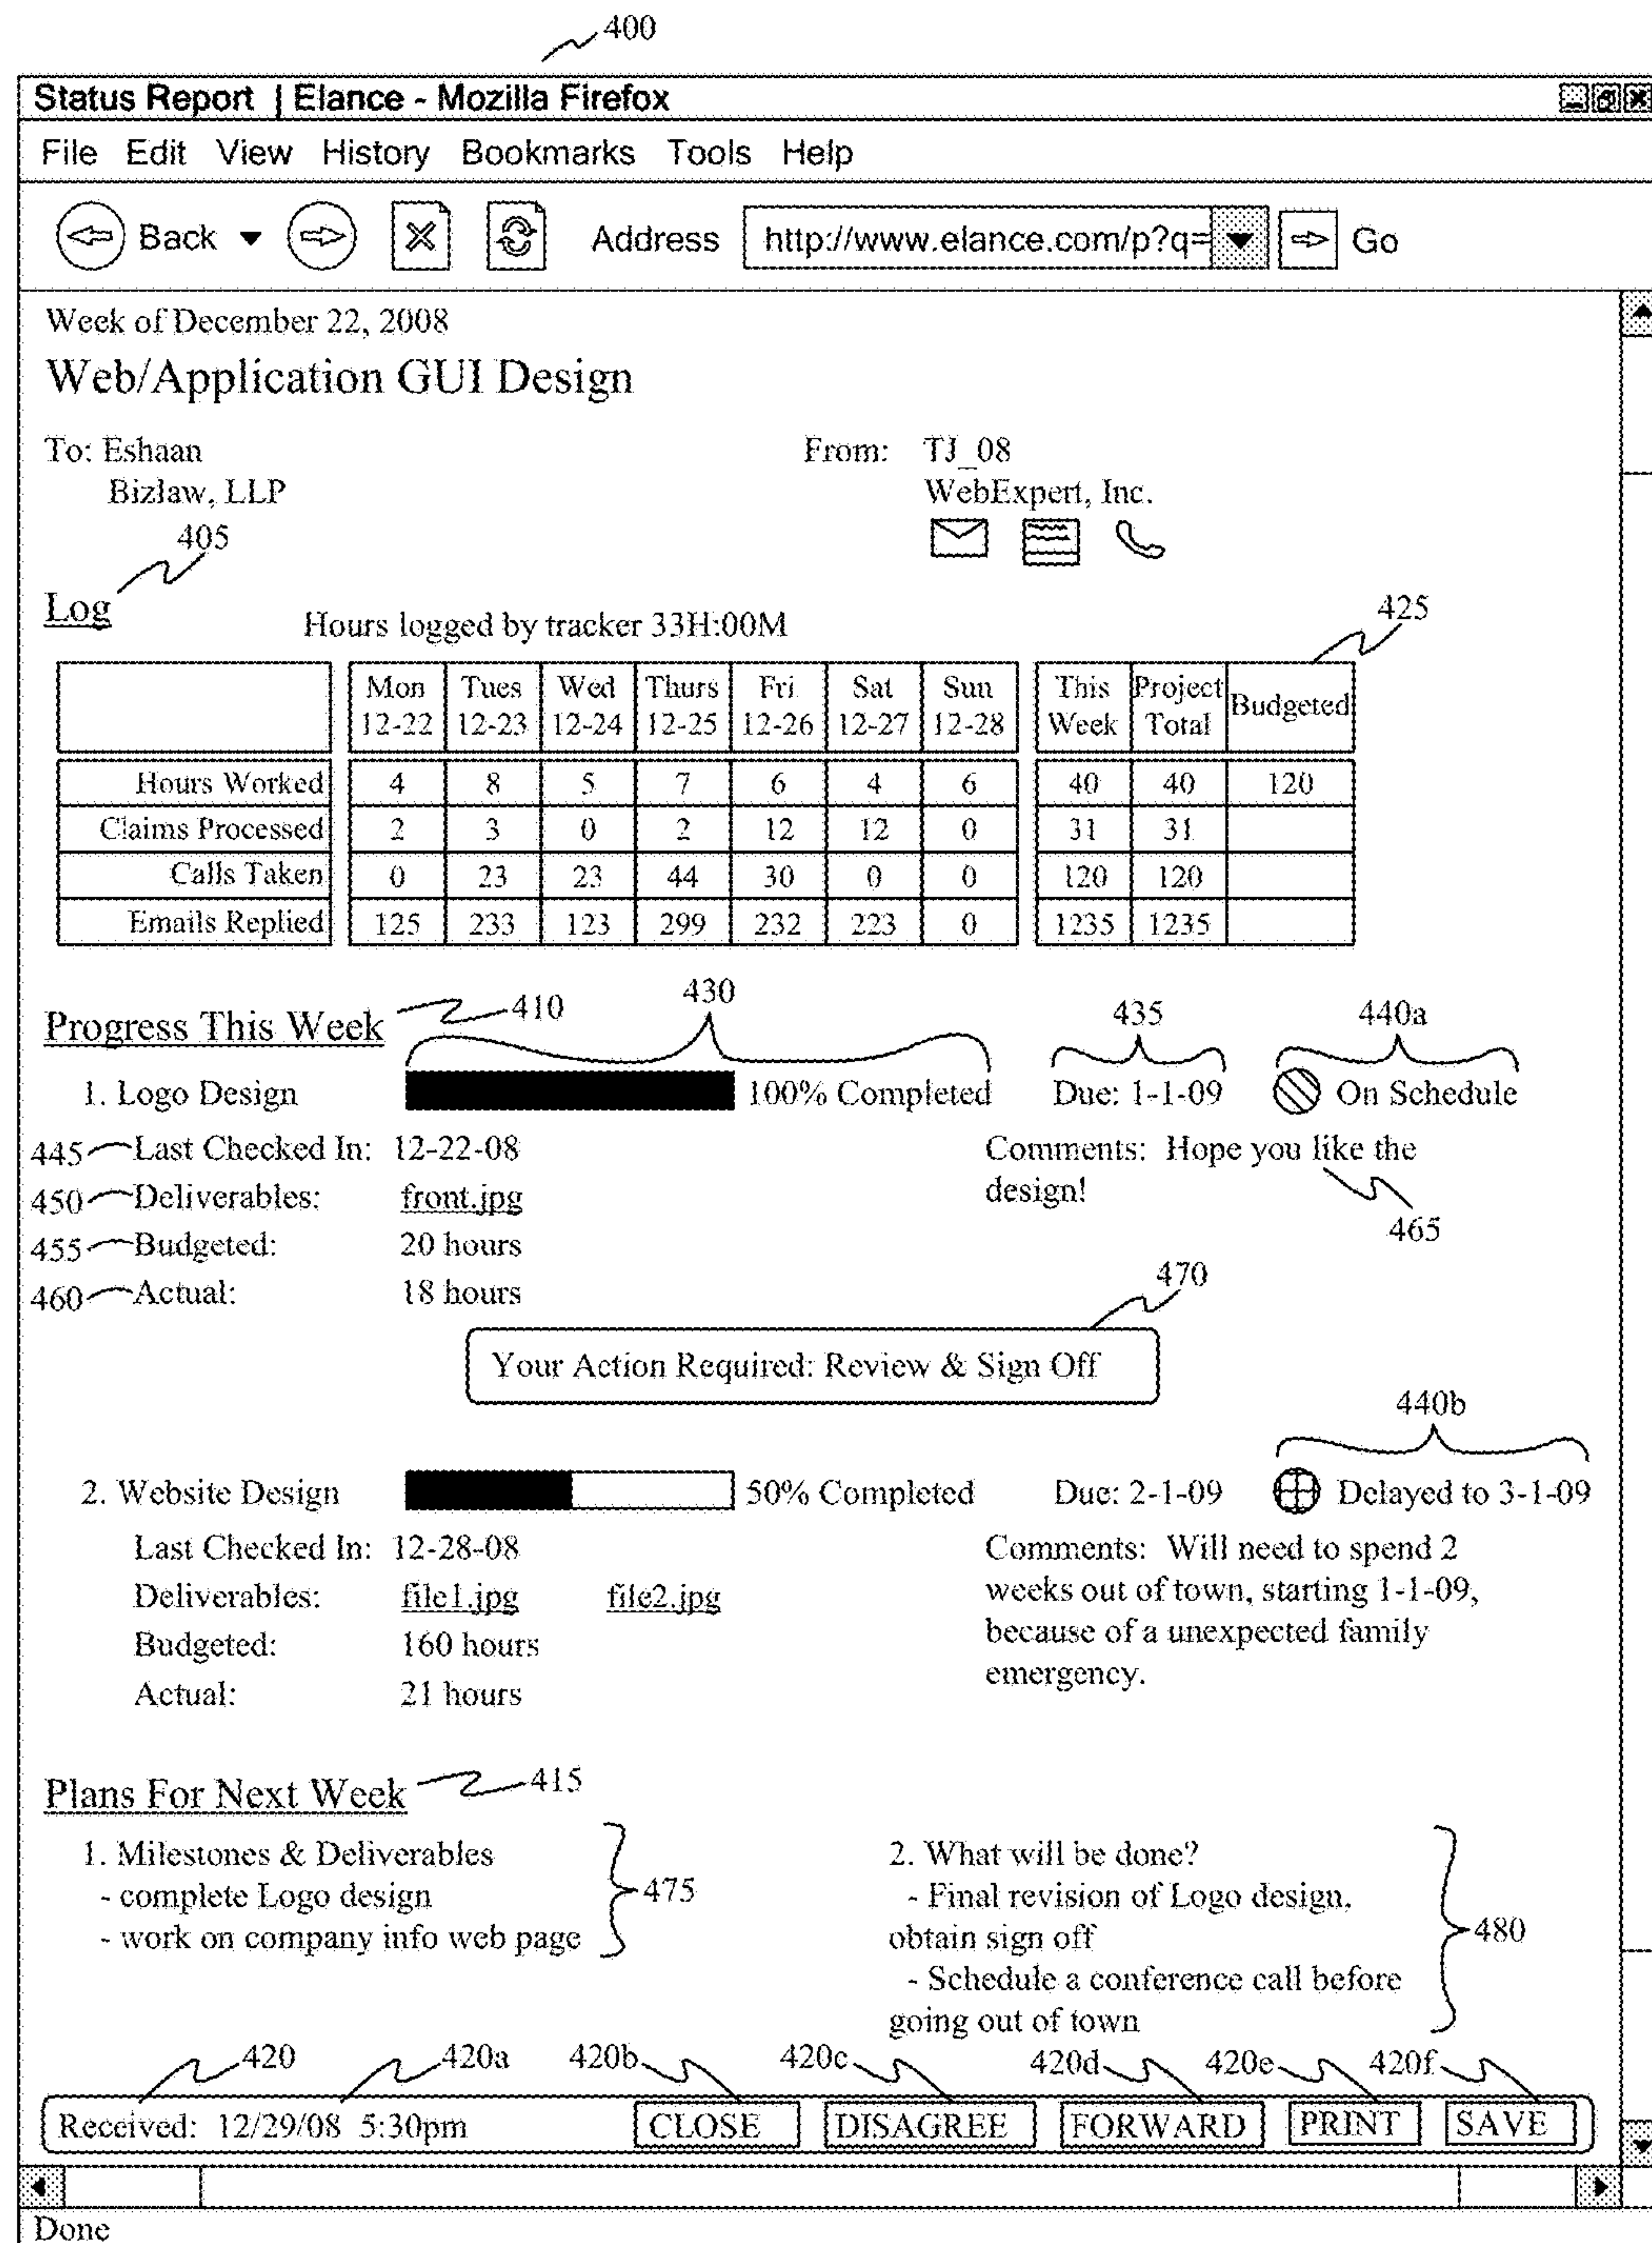 400
Status Report | Elance - Mozilla Firefox
File Edit View History Bookmarks Tools Help
Back Address http://www.elance.com/p?q= Go
Week of December 22, 2008
Web/Application GUI Design
To: Eshaan From: TJ_08
Bizlaw, LLP WebExpert, Inc.
405
Log
Hours logged by tracker 33H:00M 425
Mon Tues Wed Thurs Fri Sat Sun This Project Budgeted
12-22 12-23 12-24 12-25 12-26 12-27 12-28 Week Total
Hours Worked 4 8 5 7 6 4 6 40 40 120
Claims Processed 2 3 0 2 12 12 0 31 31
Calls Taken 0 23 23 44 30 0 0 120 120
Emails Replied 125 233 123 299 232 223 0 1235 1235
Progress This Week 410 430 435 440a
1. Logo Design 100% Completed Due: 1-1-09 On Schedule
445 Last Checked In: 12-22-08 Comments: Hope you like the
450 Deliverables: front.jpg design!
465
455 Budgeted: 20 hours
460 Actual: 18 hours
470
Your Action Required: Review & Sign Off
440b
2. Website Design 50% Completed Due: 2-1-09 Delayed to 3-1-09
Last Checked In: 12-28-08 Comments: Will need to spend 2
Deliverables: file1.jpg file2.jpg weeks out of town, starting 1-1-09,
Budgeted: 160 hours because of a unexpected family
Actual: 21 hours emergency.
Plans For Next Week 415
1. Milestones & Deliverables 2. What will be done?
- complete Logo design 475 - Final revision of Logo design,
- work on company info web page obtain sign off 480
- Schedule a conference call before
going out of town
420 420a 420b 420c 420d 420e 420f
Received: 12/29/08 5:30pm CLOSE DISAGREE FORWARD PRINT SAVE
Done